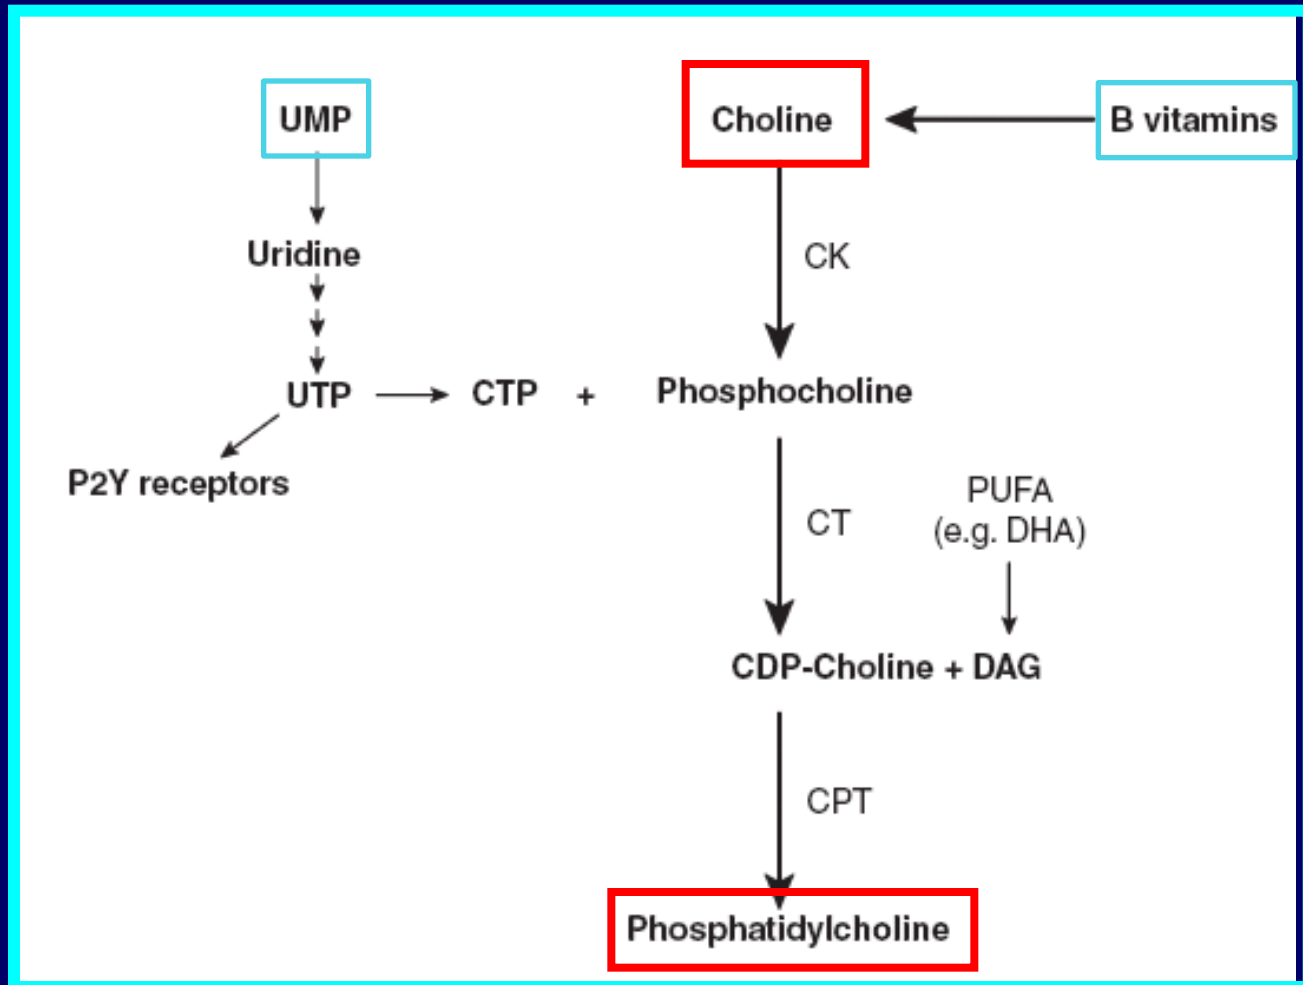 UMP
Choline
B vitamins
Uridine
CK
UTP
CTP + Phosphocholine
P2Y receptors
PUFA
(e.g. DHA)
CT
CDP-Choline + DAG
CPT
Phosphatidylcholine